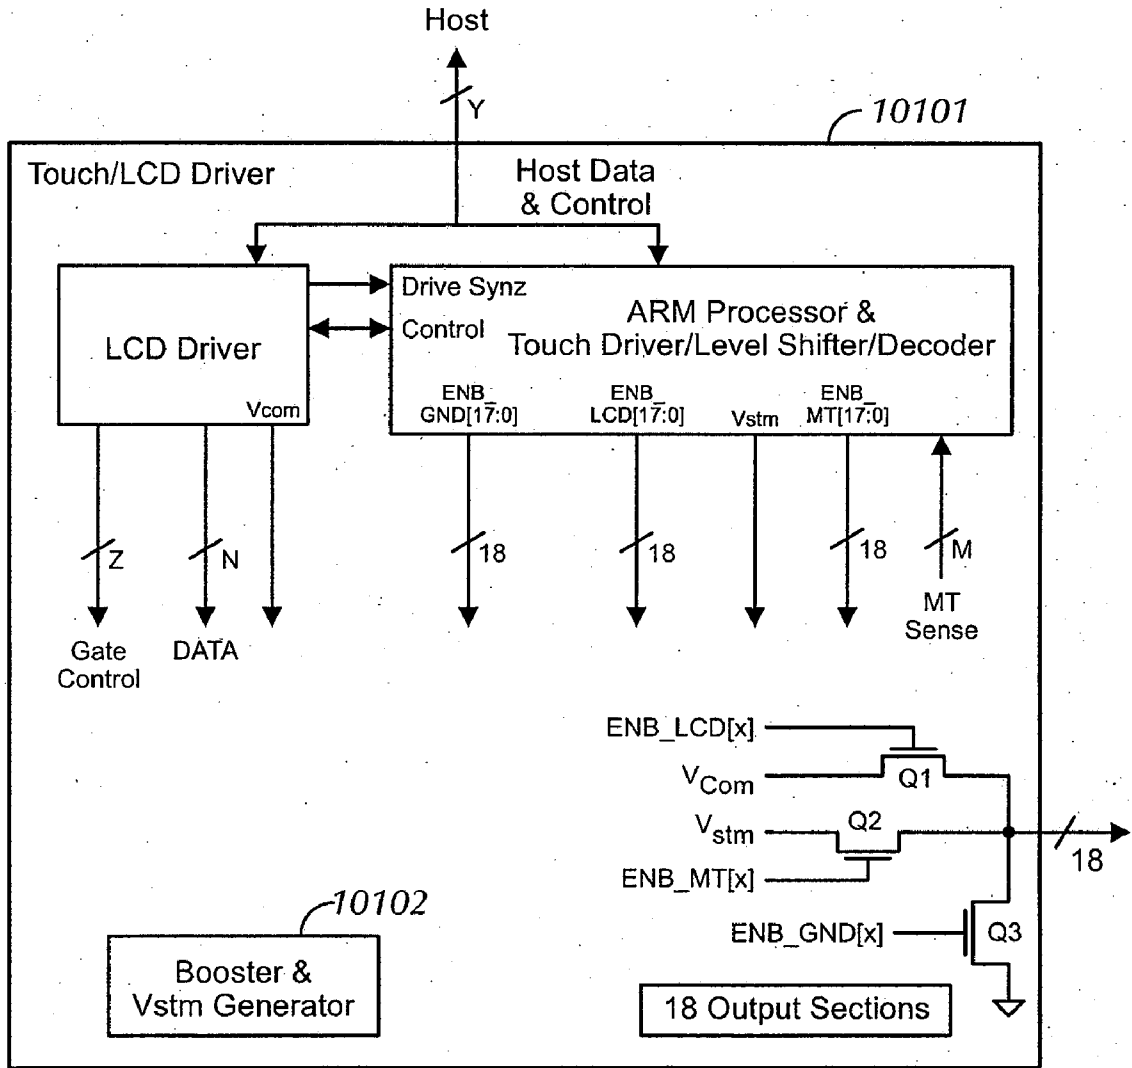 Host
Y
10101
Touch/LCD Driver
Host Data
& Control
Drive Synz
Control
ARM Processor &
Touch Driver/Level Shifter/Decoder
LCD Driver
Vcom
ENB_
GND[17:0]
ENB_
LCD[17:0]
Vstm
ENB_
MT[17:0]
Z
N
18
18
18
M
Gate
Control
DATA
MT
Sense
ENB_LCD[x]
VCom
Q1
Vstm
Q2
18
ENB_MT[x]
ENB_GND[x]
Q3
10102
Booster &
Vstm Generator
18 Output Sections